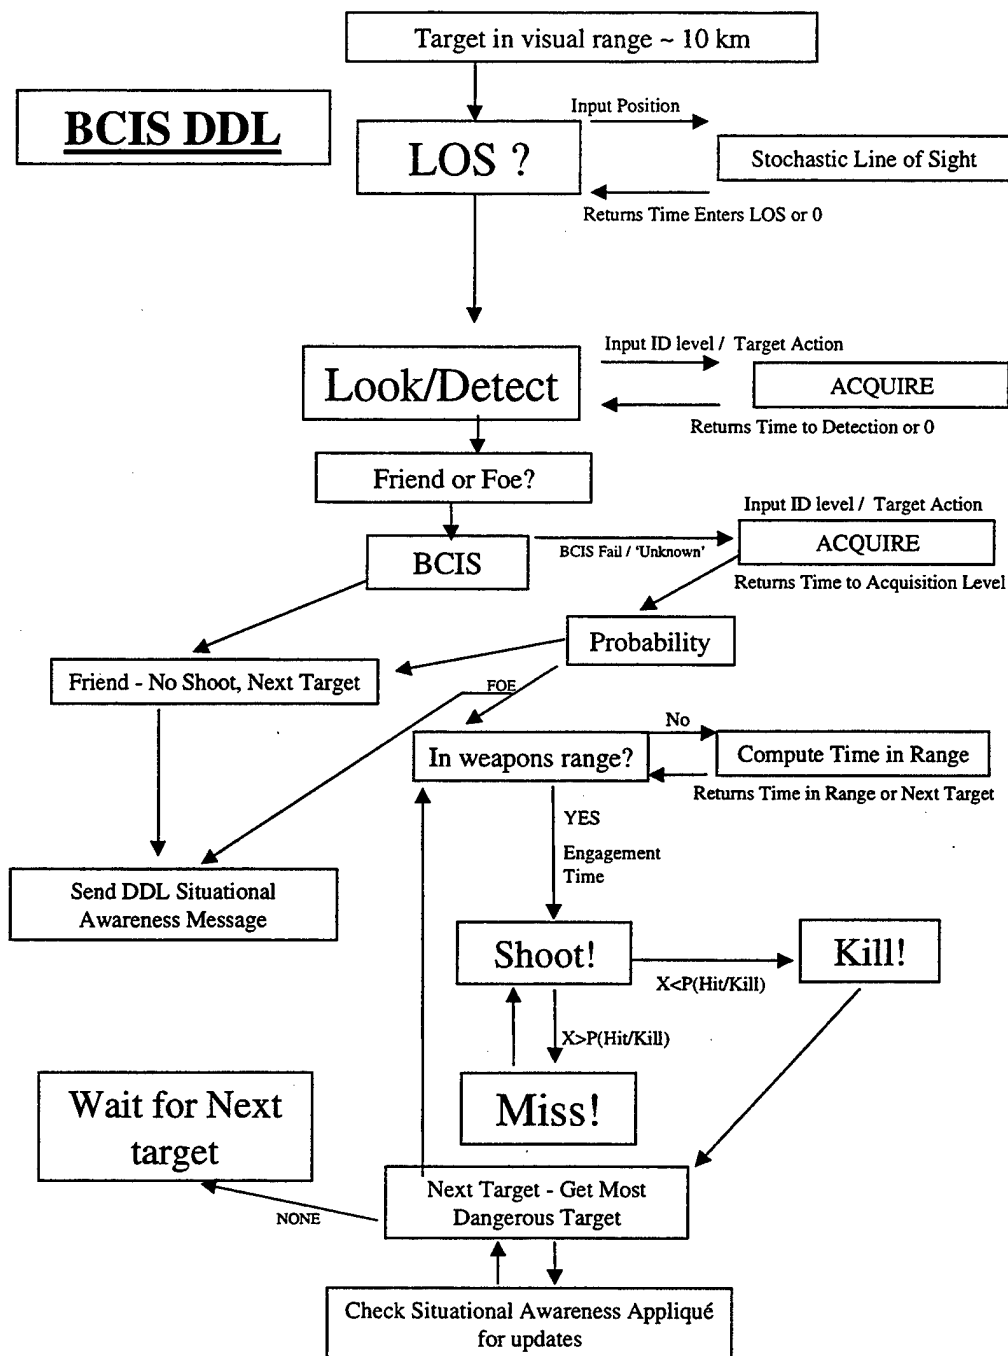 Target in visual range ~ 10 km
BCIS DDL
Input Position
LOS ?
Stochastic Line of Sight
Returns Time Enters LOS or 0
Input ID level / Target Action
Look/Detect
ACQUIRE
Returns Time to Detection or 0
Friend or Foe?
Input ID level / Target Action
BCIS
BCIS Fail / 'Unknown'
ACQUIRE
Returns Time to Acquisition Level
Probability
Friend - No Shoot, Next Target
FOE
No
In weapons range?
Compute Time in Range
Returns Time in Range or Next Target
YES
Engagement
Time
Send DDL Situational
Awareness Message
Shoot!
Kill!
X<P(Hit/Kill)
X>P(Hit/Kill)
Miss!
Wait for Next
target
NONE
Next Target - Get Most
Dangerous Target
Check Situational Awareness Appliqué
for updates